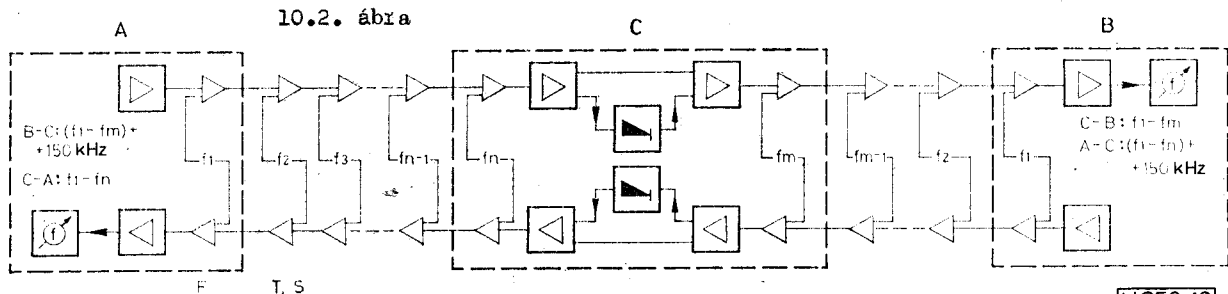 10.2. ábra
A
C
B
B-C: (f1-fm)+
+150 kHz
C-A: f1-fn
f1
f2
f3
fn-1
fn
fm
fm-1
f2
f1
C-B: f1-fm
A-C: (f1-fn)+
+150 kHz
f
f
T, S